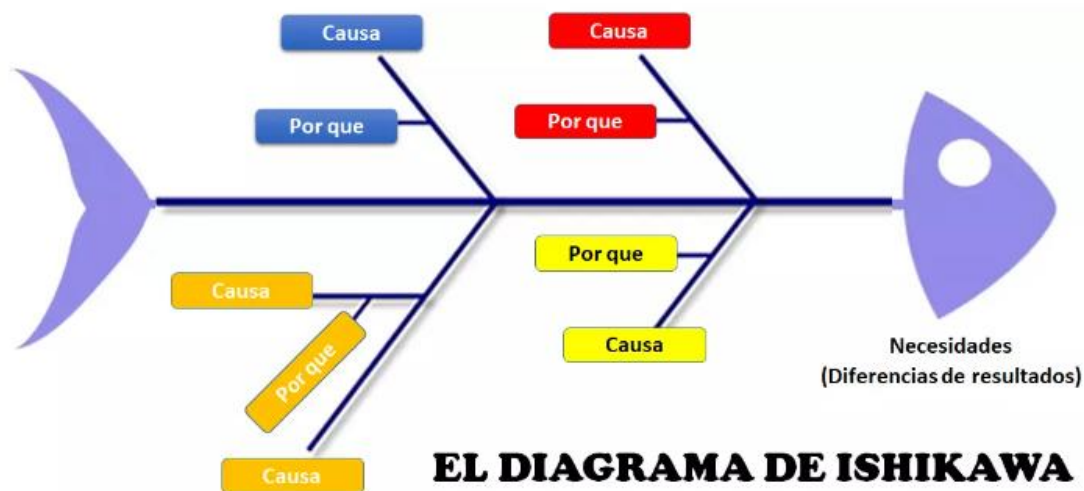 Causa
Causa
Por que
Por que
Por que
Causa
Causa
Por que
Necesidades
(Diferencias de resultados)
Causa
EL DIAGRAMA DE ISHIKAWA